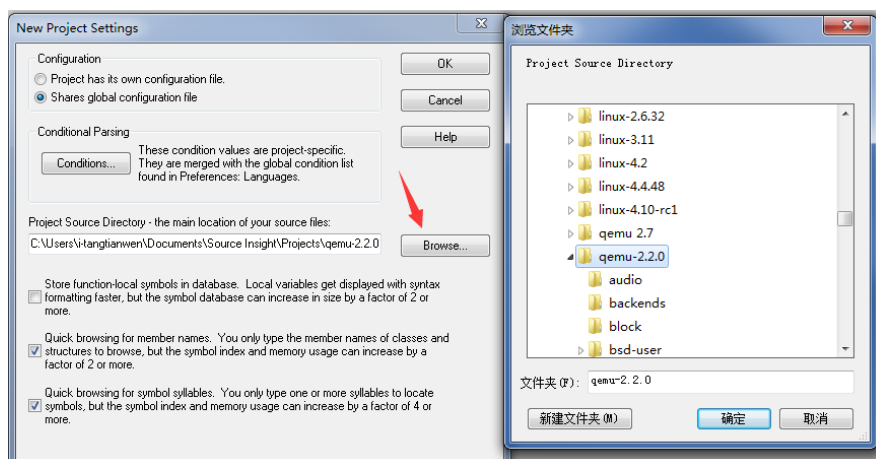 New Project Settings
Configuration
Project has its own configuration file.
Shares global configuration file
OK
Cancel
Help
Conditional Parsing
Conditions...
These condition values are project-specific.
They are merged with the global condition list
found in Preferences: Languages.
Project Source Directory - the main location of your source files:
C:\Users\i-tangtianwen\Documents\Source Insight\Projects\qemu-2.2.0
Browse...
Store function-local symbols in database. Local variables get displayed with syntax
formatting faster, but the symbol database can increase in size by a factor of 2 or
more.
Quick browsing for member names. You only type the member names of classes and
structures to browse, but the symbol index and memory usage can increase by a
factor of 2 or more.
Quick browsing for symbol syllables. You only type one or more syllables to locate
symbols, but the symbol index and memory usage can increase by a factor of 4 or
more.
浏览文件夹
Project Source Directory
linux-2.6.32
linux-3.11
linux-4.2
linux-4.4.48
linux-4.10-rc1
qemu 2.7
qemu-2.2.0
audio
backends
block
bsd-user
文件夹(F): qemu-2.2.0
新建文件夹(M)
确定
取消